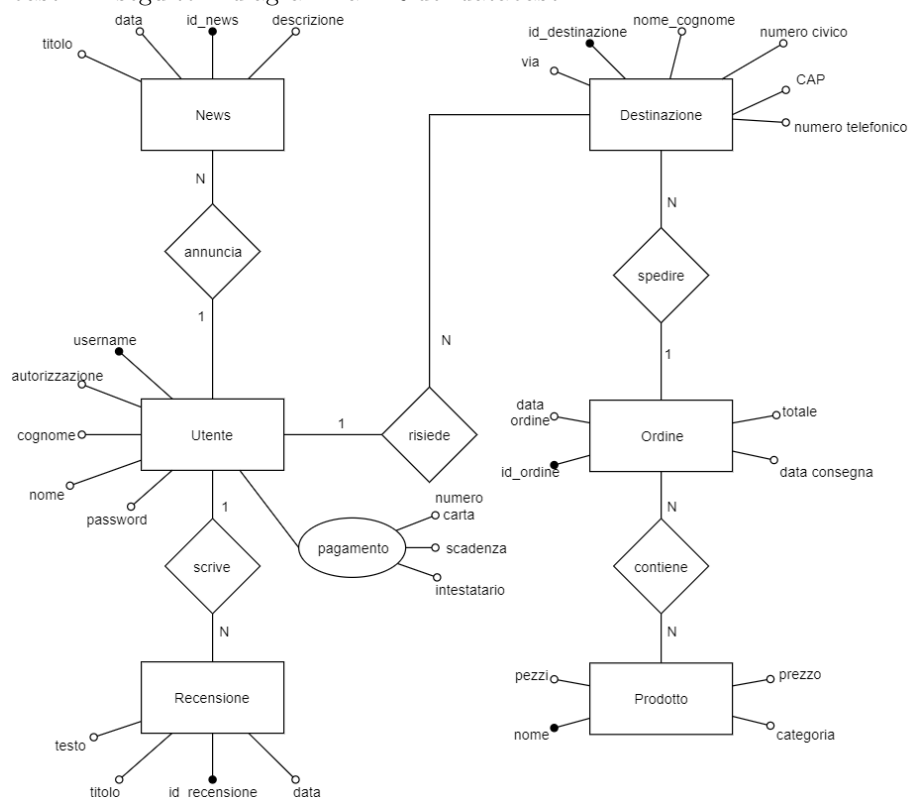 data
id_news
descrizione
titolo
News
N
annuncia
1
username
autorizzazione
cognome
nome
password
Utente
1
risiede
N
pagamento
numero
carta
scadenza
intestatario
1
scrive
N
Recensione
testo
titolo
id_recensione
data
nome_cognome
id_destinazione
numero civico
via
CAP
Destinazione
numero telefonico
N
spedire
1
data
ordine
totale
Ordine
id_ordine
data consegna
N
contiene
N
pezzi
prezzo
Prodotto
nome
categoria